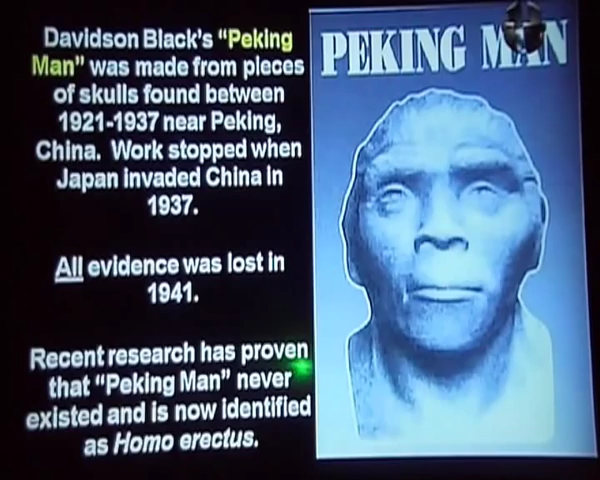 Davidson Black's "Peking
Man" was made from pieces
of skulls found between
1921-1937 near Peking,
China. Work stopped when
Japan invaded China in
1937.
All evidence was lost in
1941.
Recent research has proven
that "Peking Man" never
existed and is now identified
as Homo erectus.
PEKING MAN